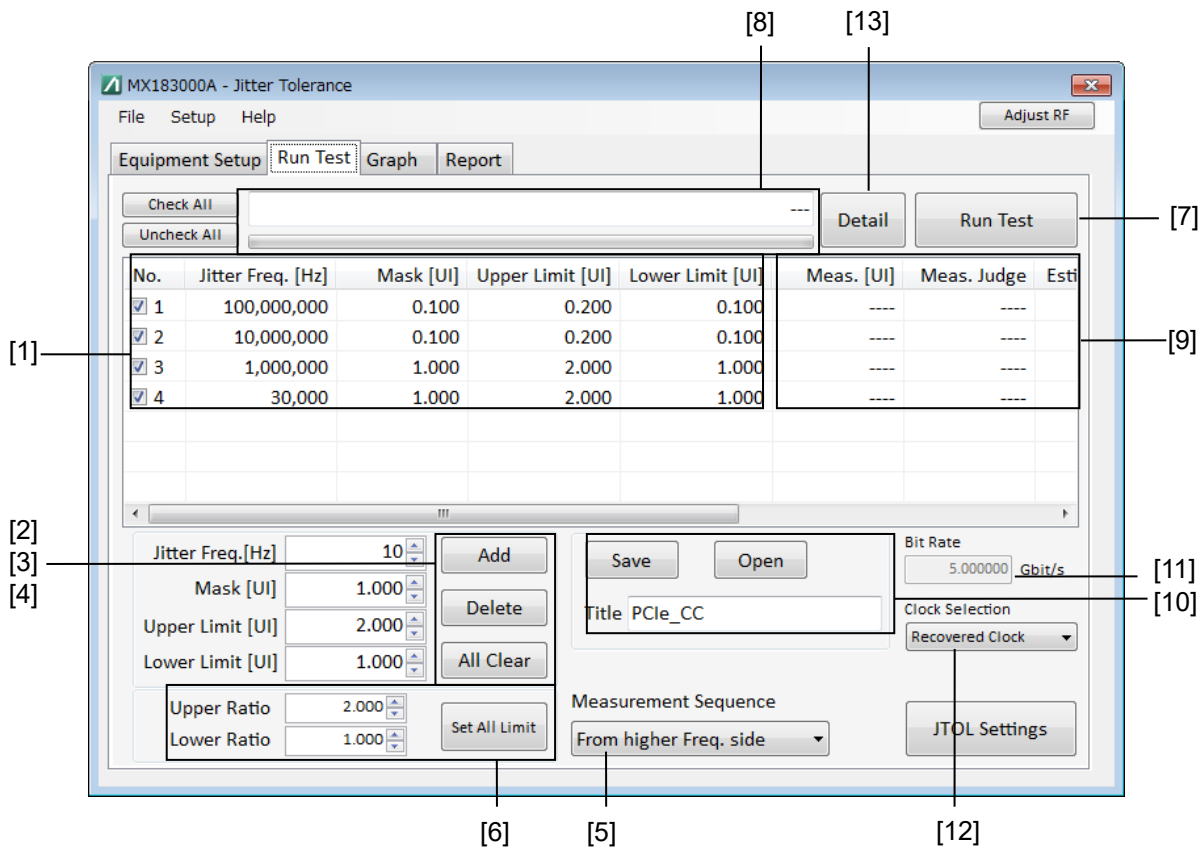 [8] [13]
MX183000A - Jitter Tolerance
File Setup Help Adjust RF
Equipment Setup Run Test Graph Report
Check All --- Detail Run Test [7]
Uncheck All
No. Jitter Freq. [Hz] Mask [UI] Upper Limit [UI] Lower Limit [UI] Meas. [UI] Meas. Judge Esti
1 100,000,000 0.100 0.200 0.100 ---- ----
2 10,000,000 0.100 0.200 0.100 ---- ----
[1] [9]
3 1,000,000 1.000 2.000 1.000 ---- ----
4 30,000 1.000 2.000 1.000 ---- ----
[2]
[3]
[4]
Jitter Freq.[Hz] 10 Add
Mask [UI] 1.000 Delete
Upper Limit [UI] 2.000
Lower Limit [UI] 1.000 All Clear
Upper Ratio 2.000 Set All Limit
Lower Ratio 1.000
Save Open
Title PCIe_CC
Measurement Sequence
From higher Freq. side
Bit Rate
5.000000 Gbit/s [11]
[10]
Clock Selection
Recovered Clock
JTOL Settings
[6] [5] [12]